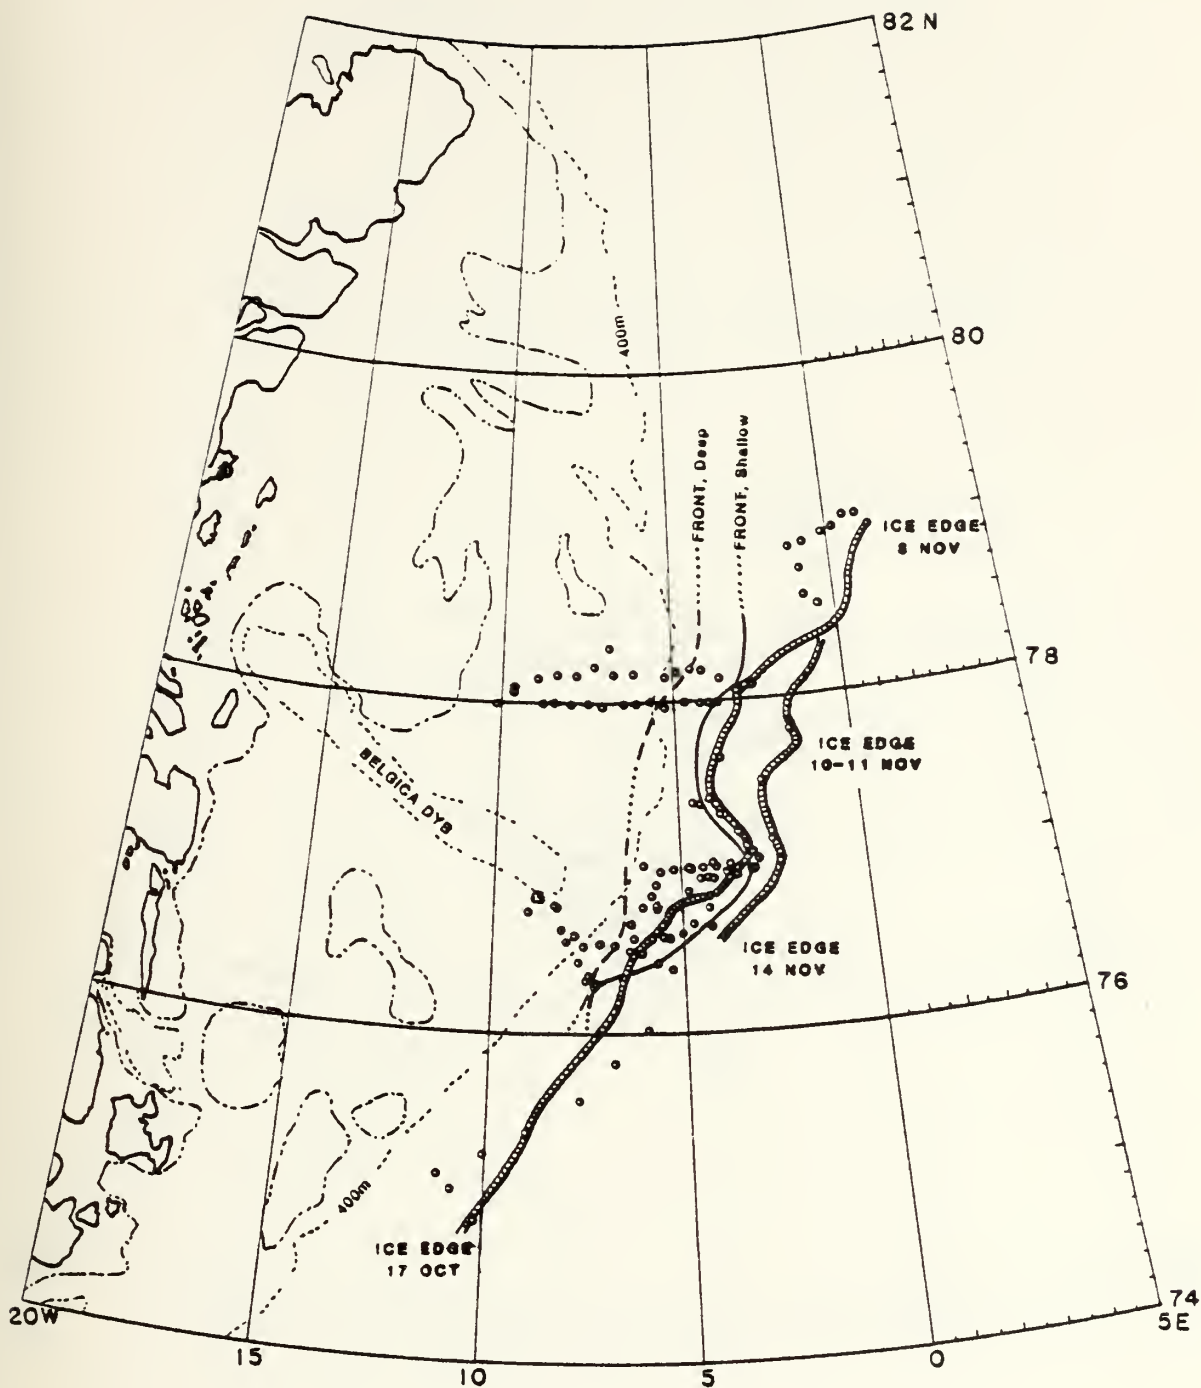 82 N
400m
80
FRONT, Deep
FRONT, Shallow
ICE EDGE
8 NOV
78
ICE EDGE
10-11 NOV
BELGICA DYB
ICE EDGE
14 NOV
76
400m
ICE EDGE
17 OCT
74
20W
5E
15
10
5
0